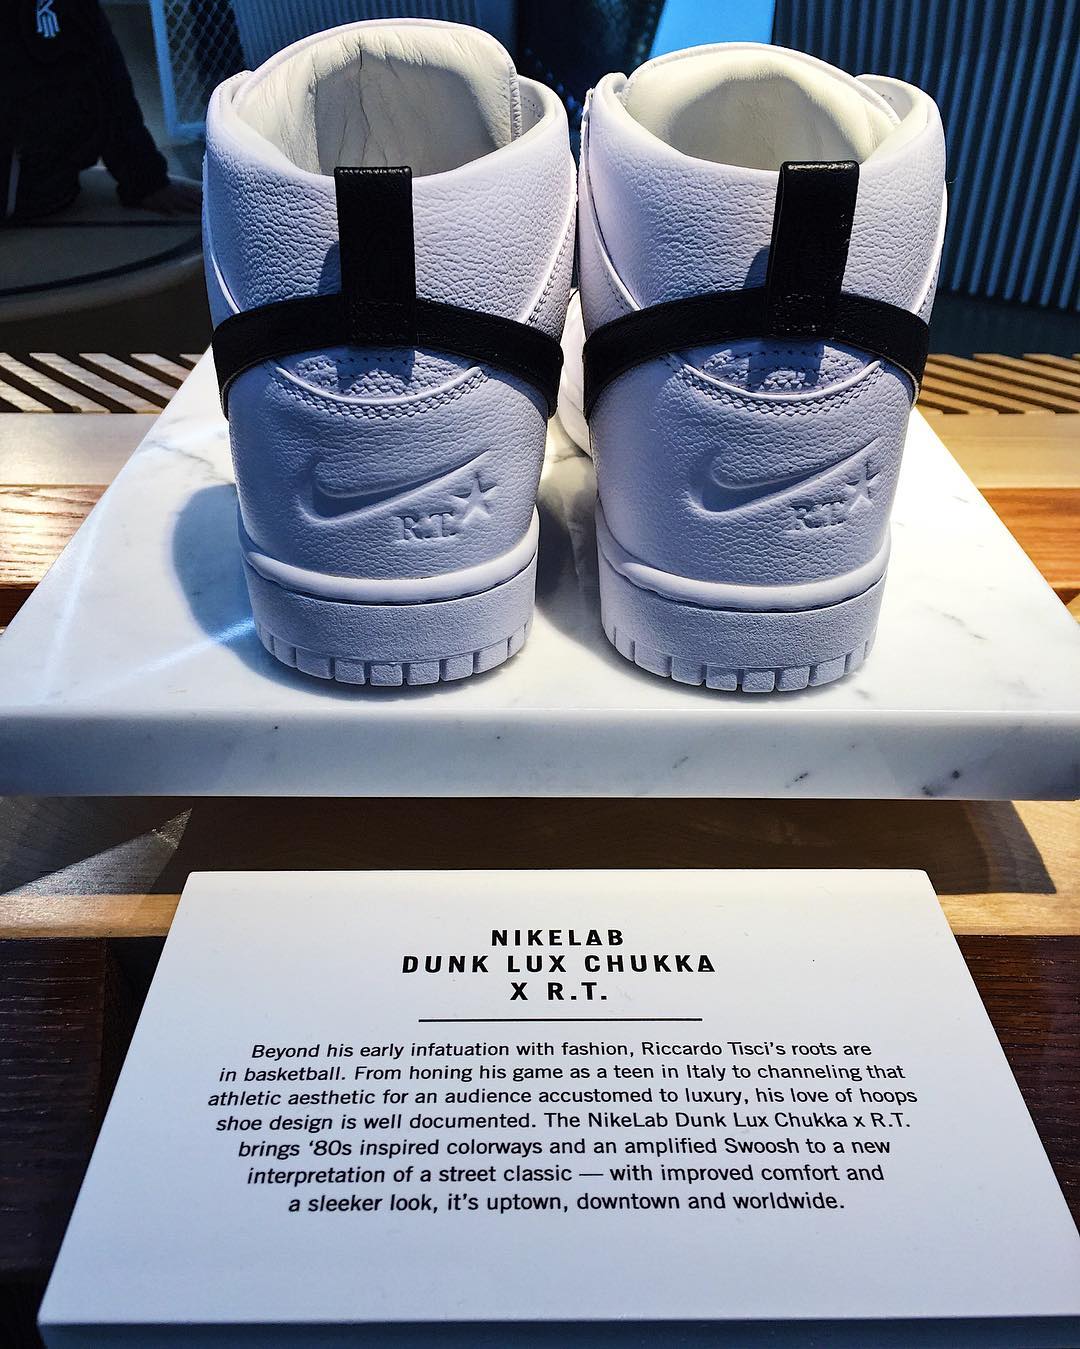 R.T.
R.T.
NIKELAB
DUNK LUX CHUKKA
X R.T.
Beyond his early infatuation with fashion, Riccardo Tisci's roots are
in basketball. From honing his game as a teen in Italy to channeling that
athletic aesthetic for an audience accustomed to luxury, his love of hoops
shoe design is well documented. The NikeLab Dunk Lux Chukka x R.T.
brings ‘80s inspired colorways and an amplified Swoosh to a new
interpretation of a street classic — with improved comfort and
a sleeker look, it's uptown, downtown and worldwide.